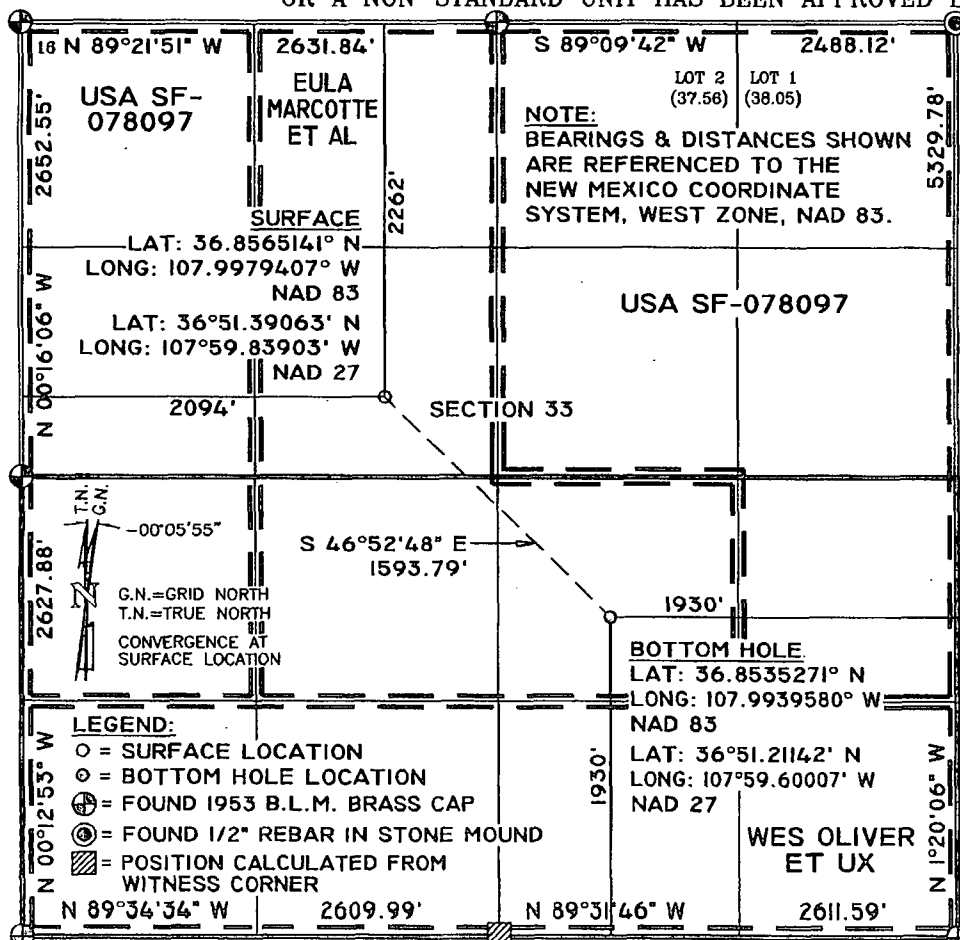 OR A NON STANDARD UNIT HAS BEEN APPROVED
16 N 89°21'51" W 2631.84' S 89°09'42" W 2488.12'
USA SF-
078097
EULA
MARCOTTE
ET AL
LOT 2 LOT 1
(37.56) (38.05)
NOTE:
BEARINGS & DISTANCES SHOWN
ARE REFERENCED TO THE
NEW MEXICO COORDINATE
SYSTEM, WEST ZONE, NAD 83.
2652.55'
N 00°16'06" W
2262'
5329.78'
SURFACE
LAT: 36.8565141° N
LONG: 107.9979407° W
NAD 83
LAT: 36°51.39063' N
LONG: 107°59.83903' W
NAD 27
USA SF-078097
2094'
SECTION 33
T.N.
G.N.
-00°05'55"
N
G.N.=GRID NORTH
T.N.=TRUE NORTH
CONVERGENCE AT
SURFACE LOCATION
2627.88'
N 00°12'53" W
S 46°52'48" E
1593.79'
1930'
BOTTOM HOLE
LAT: 36.8535271° N
LONG: 107.9939580° W
NAD 83
LAT: 36°51.21142' N
LONG: 107°59.60007' W
NAD 27
1930'
LEGEND:
= SURFACE LOCATION
= BOTTOM HOLE LOCATION
= FOUND 1953 B.L.M. BRASS CAP
= FOUND 1/2" REBAR IN STONE MOUND
= POSITION CALCULATED FROM
WITNESS CORNER
WES OLIVER
ET UX
N 1°20'06" W
N 89°34'34" W 2609.99' N 89°31'46" W 2611.59'